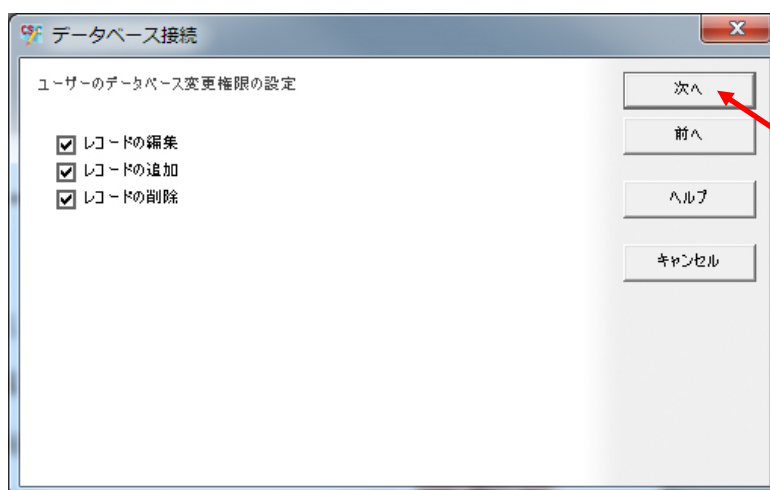 データベース接続
ユーザーのデータベース変更権限の設定
次へ
前へ
レコードの編集
レコードの追加
レコードの削除
ヘルプ
キャンセル